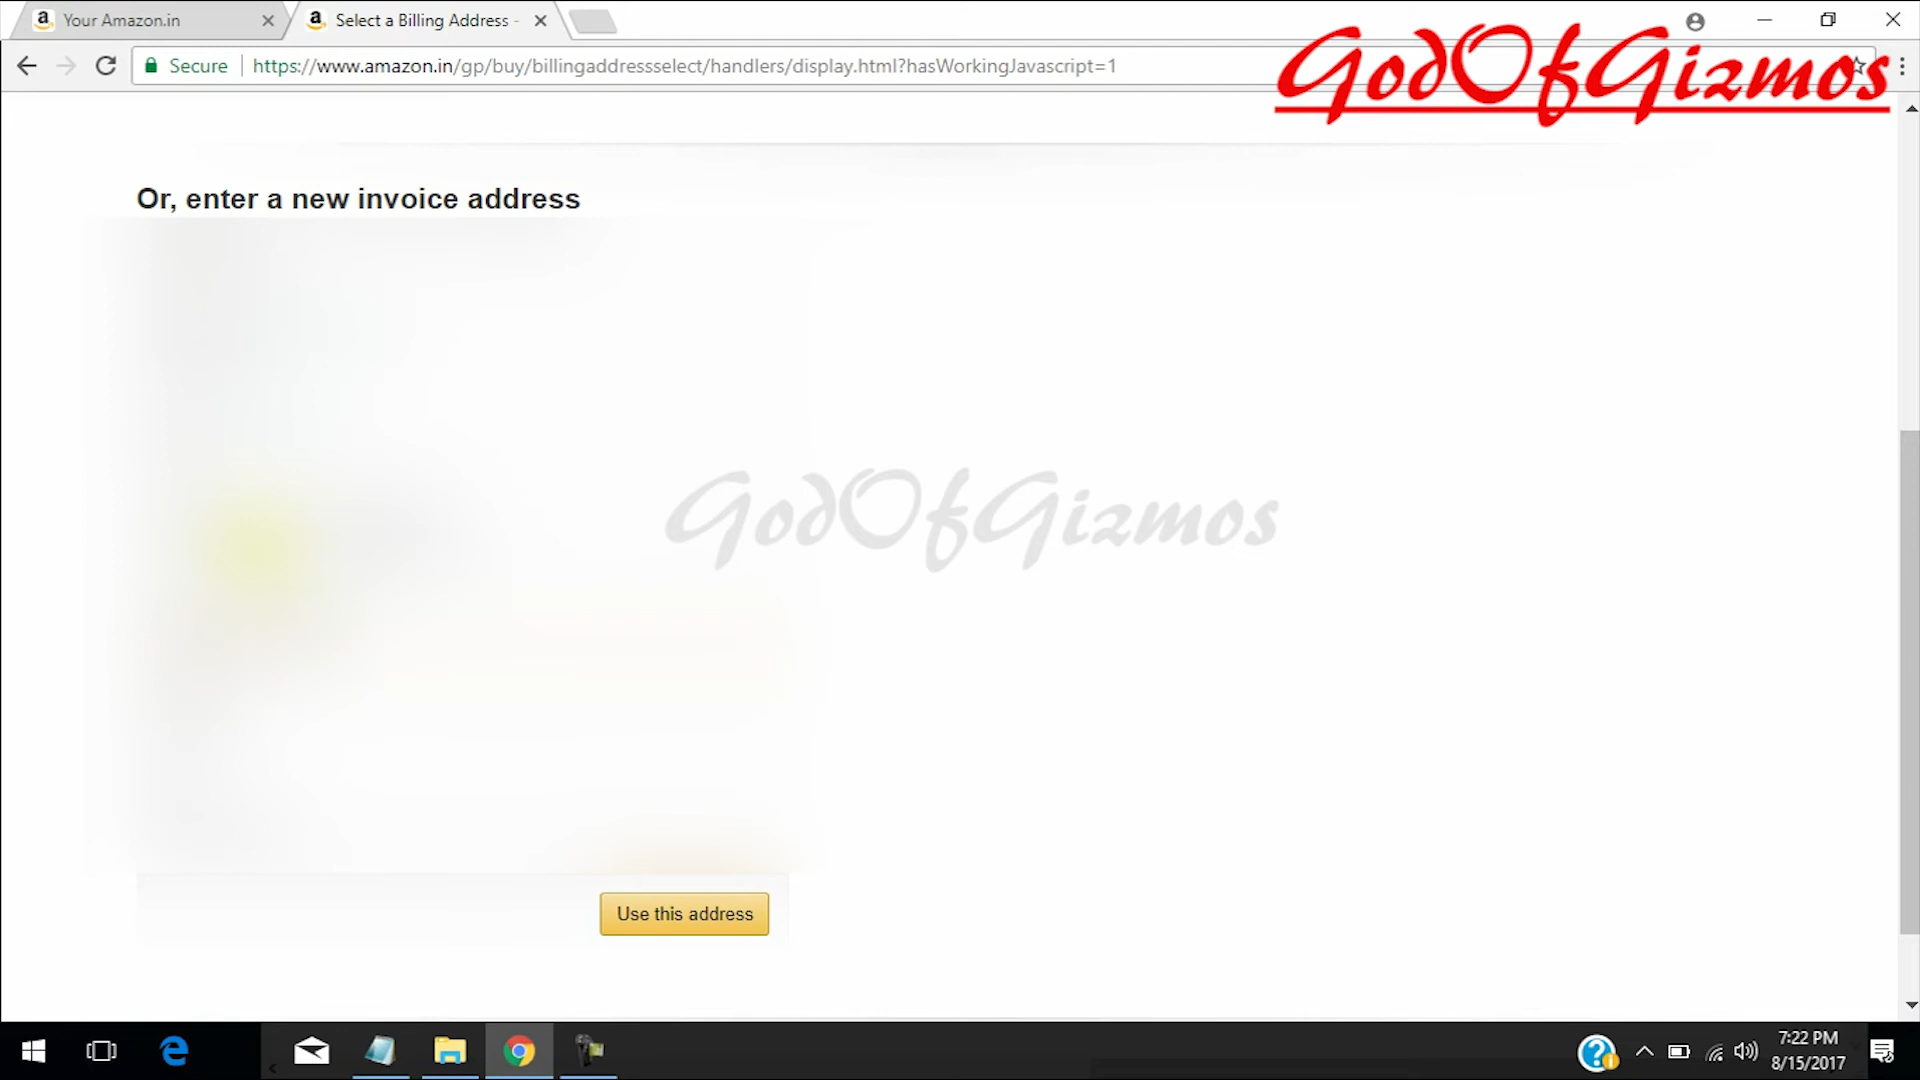 Your Amazon.in
Select a Billing Address -
Secure
https://www.amazon.in/gp/buy/billingaddressselect/handlers/display.html?hasWorkingJavascript=1
GodOfGizmos
Or, enter a new invoice address
GodOfGizmos
Use this address
7:22 PM
8/15/2017